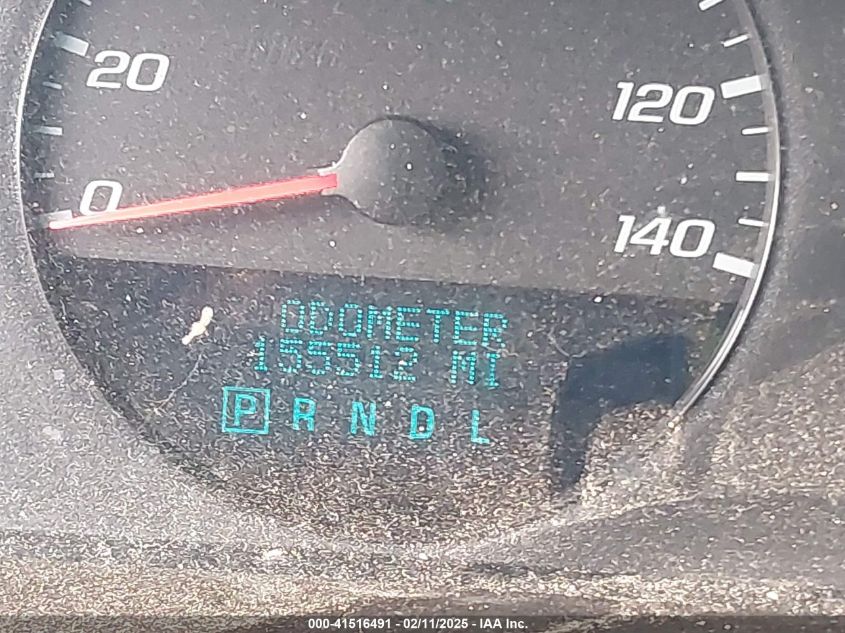 20
120
0
140
ODOMETER
155512 MI
P R N D L
000-41516491 - 02/11/2025 - IAA Inc.